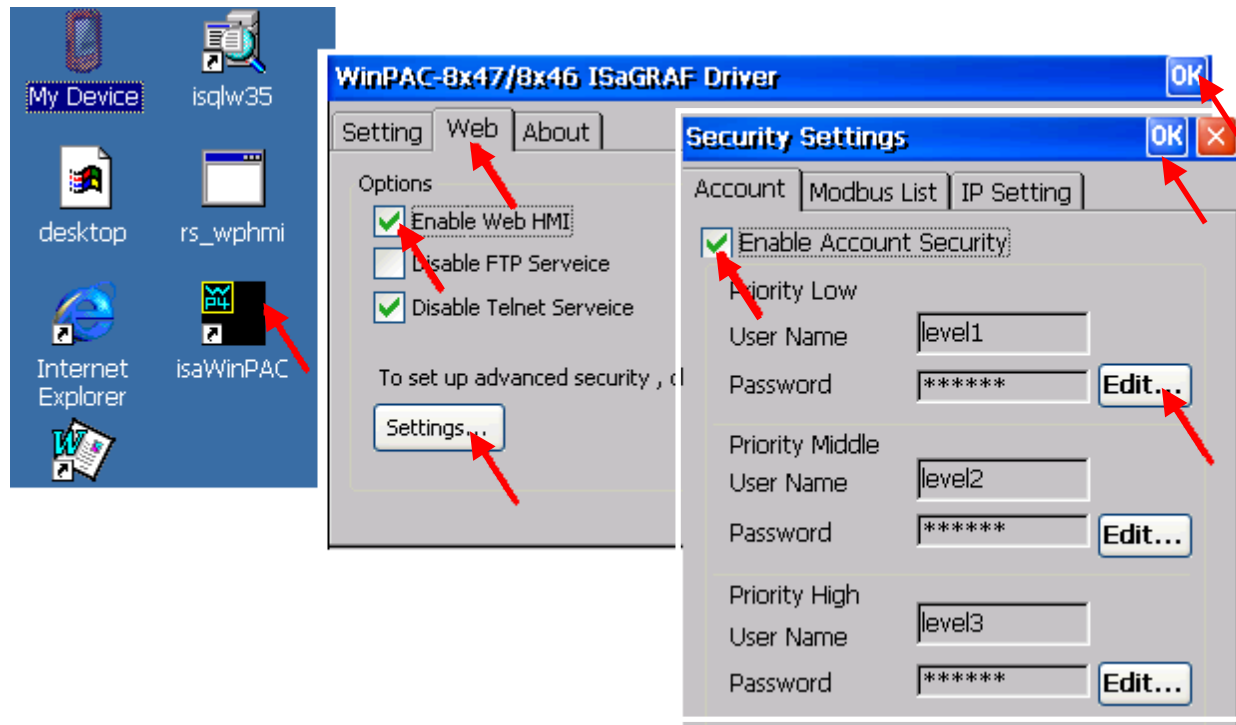 My Device
isqlw35
desktop
rs_wphmi
Internet
Explorer
isaWinPAC
WinPAC-8x47/8x46 ISaGRAF Driver
OK
Setting
Web
About
Options
Enable Web HMI
Disable FTP Serveice
Disable Telnet Serveice
To set up advanced security ,
Settings...
Security Settings
OK
Account
Modbus List
IP Setting
Enable Account Security
Priority Low
User Name level1
Password ****** Edit...
Priority Middle
User Name level2
Password ****** Edit...
Priority High
User Name level3
Password ****** Edit...